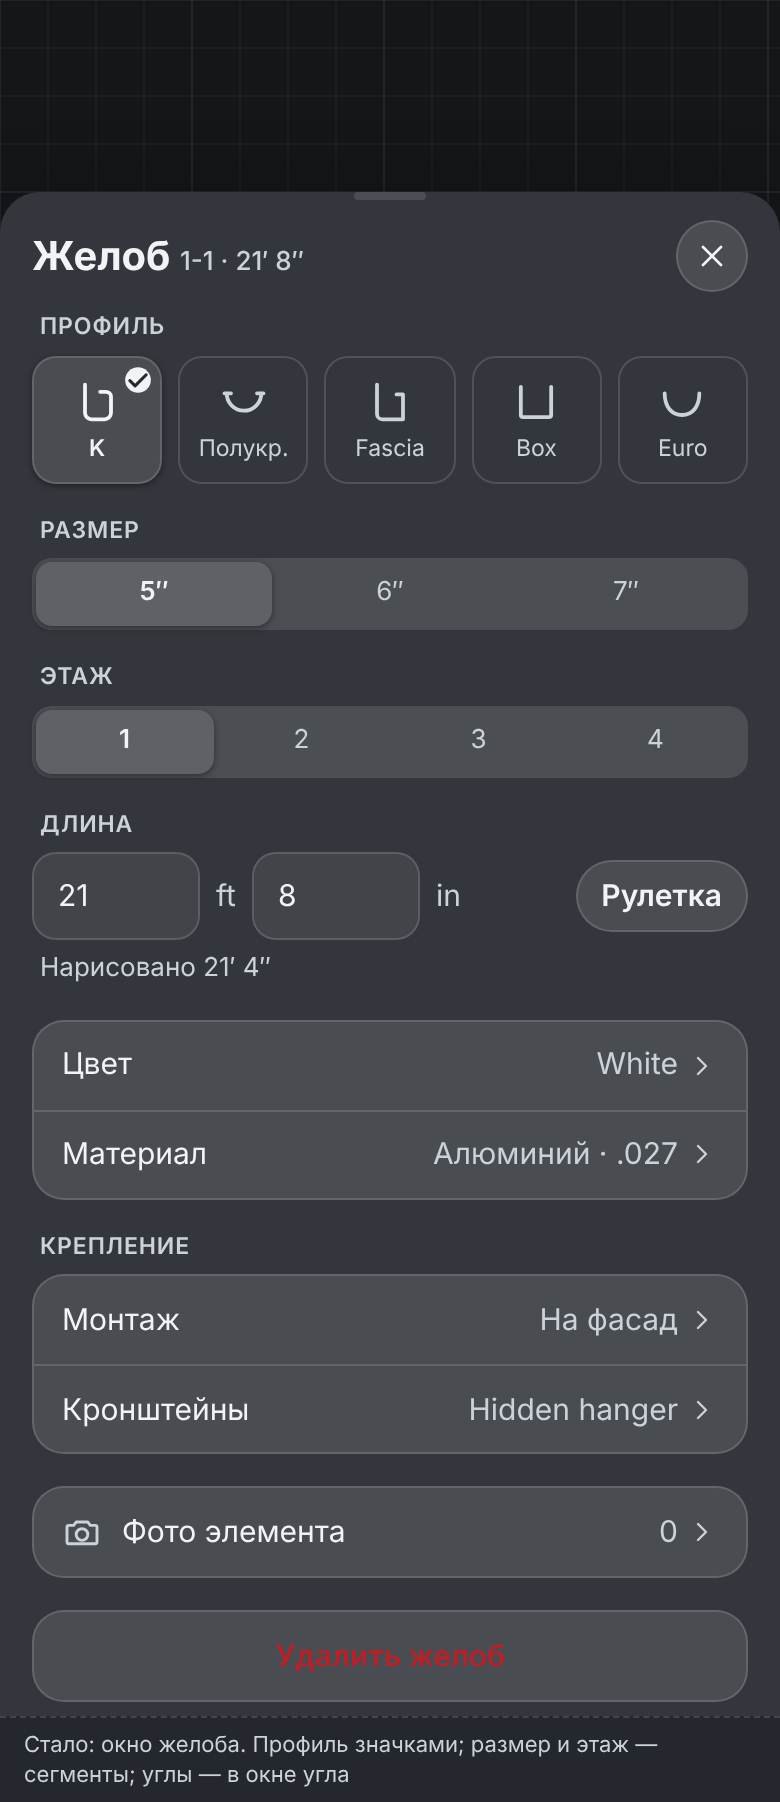 Желоб 1-1 · 21′ 8″
ПРОФИЛЬ
K Полукр. Fascia Box Euro
РАЗМЕР
5″ 6″ 7″
ЭТАЖ
1 2 3 4
ДЛИНА
21 ft 8 in Рулетка
Нарисовано 21′ 4″
Цвет White
Материал Алюминий · .027
КРЕПЛЕНИЕ
Монтаж На фасад
Кронштейны Hidden hanger
Фото элемента 0
Удалить желоб
Стало: окно желоба. Профиль значками; размер и этаж —
сегменты; углы — в окне угла